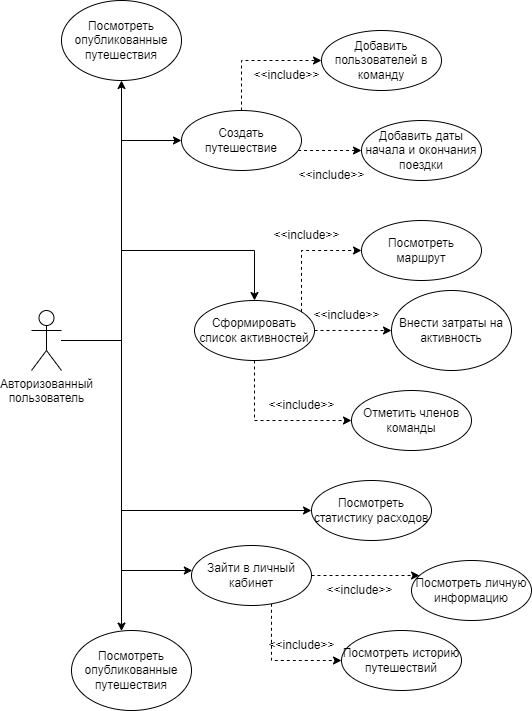 Посмотреть
опубликованные
путешествия
Добавить
пользователей в
команду
<<include>>
Создать
путешествие
Добавить даты
начала и окончания
поездки
<<include>>
<<include>>
Посмотреть
маршрут
<<include>>
Сформировать
список активностей
Внести затраты на
активность
Авторизованный
пользователь
<<include>>
Отметить членов
команды
Посмотреть
статистику расходов
Зайти в личный
кабинет
Посмотреть личную
информацию
<<include>>
<<include>>
Посмотреть историю
путешествий
Посмотреть
опубликованные
путешествия